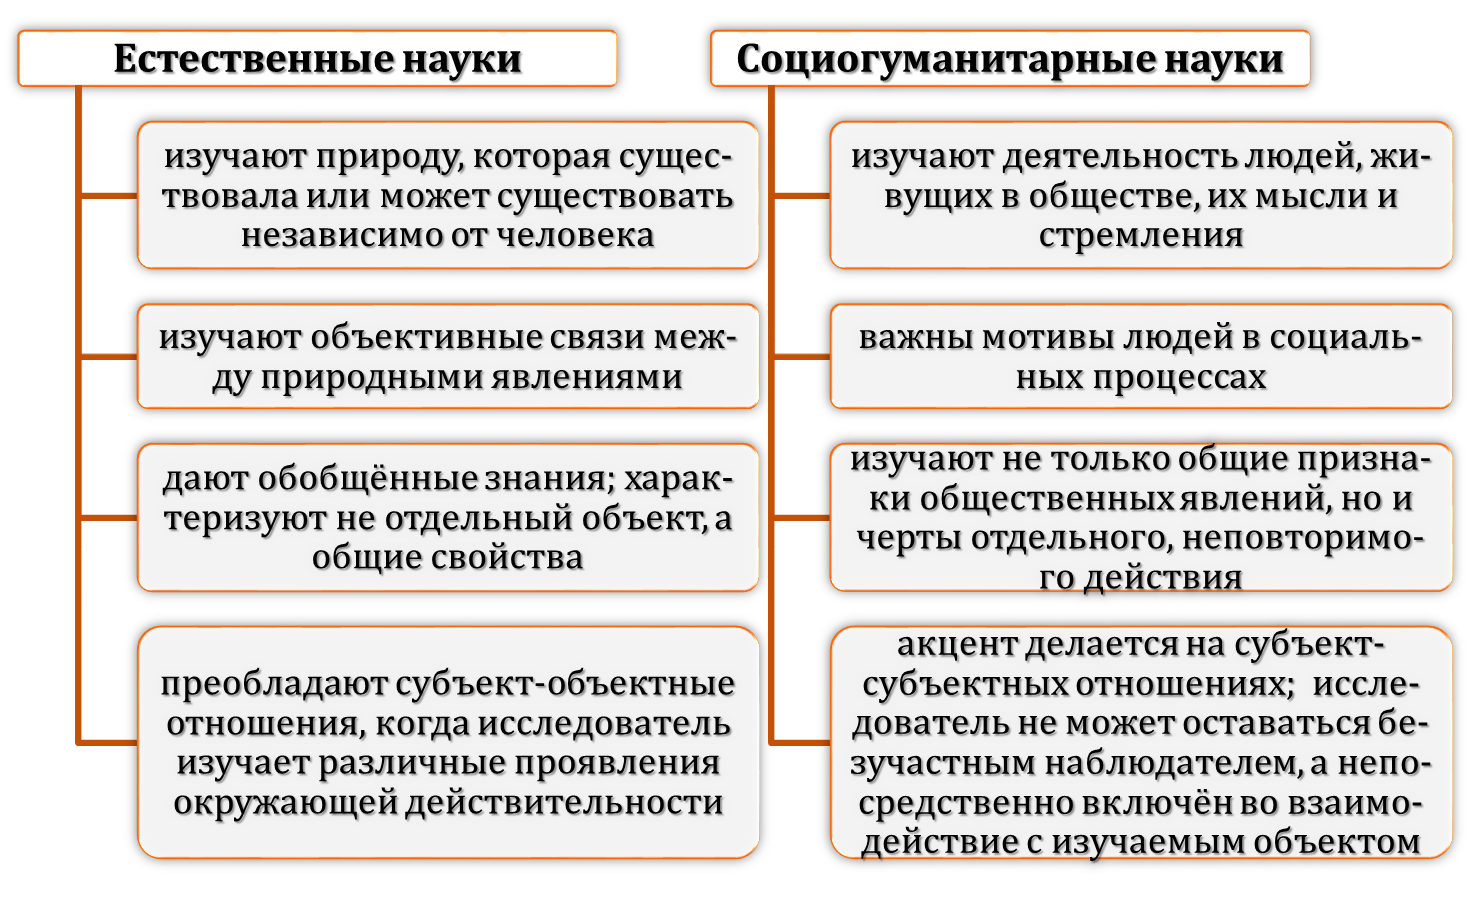 Естественные науки
изучают природу, которая сущес-
твовала или может существовать
независимо от человека
изучают объективные связи меж-
ду природными явлениями
дают обобщённые знания; харак-
теризуют не отдельный объект, а
общие свойства
преобладают субъект-объектные
отношения, когда исследователь
изучает различные проявления
окружающей действительности
Социогуманитарные науки
изучают деятельность людей, жи-
вущих в обществе, их мысли и
стремления
важны мотивы людей в социаль-
ных процессах
изучают не только общие призна-
ки общественных явлений, но и
черты отдельного, неповторимо-
го действия
акцент делается на субъект-
субъектных отношениях; иссле-
дователь не может оставаться бе-
зучастным наблюдателем, а непо-
средственно включён во взаимо-
действие с изучаемым объектом